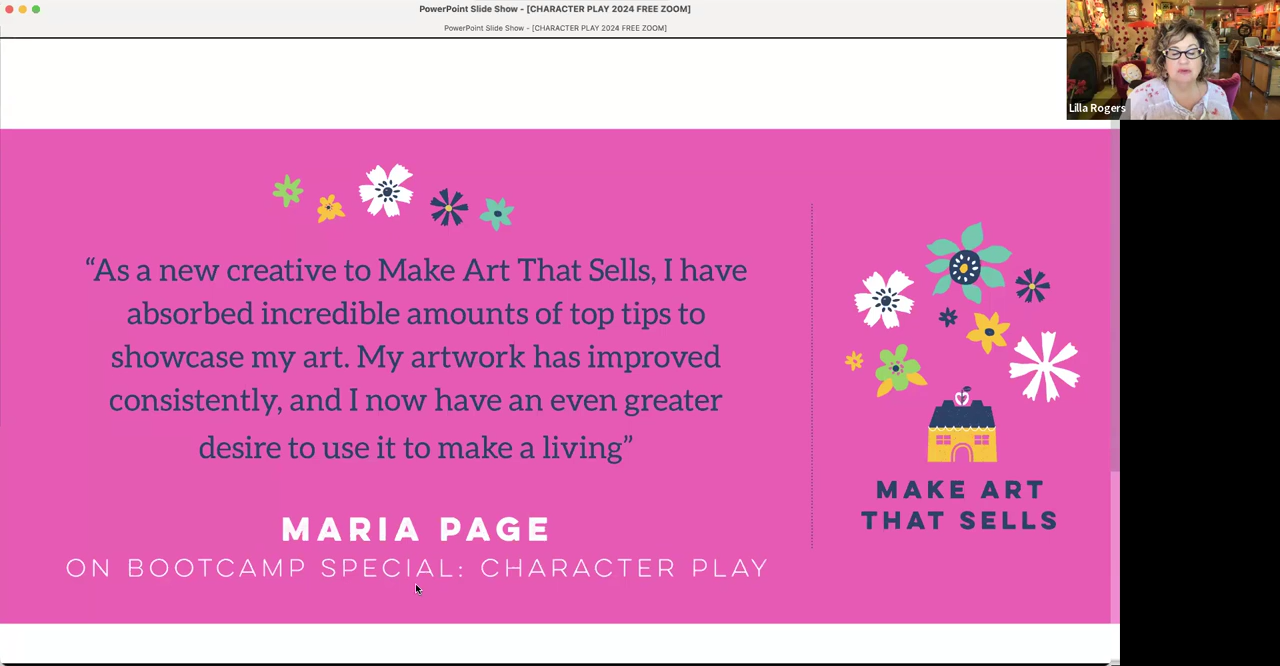 PowerPoint Slide Show - [CHARACTER PLAY 2024 FREE ZOOM]
PowerPoint Slide Show - [CHARACTER PLAY 2024 FREE ZOOM]
Lilla Rogers
“As a new creative to Make Art That Sells, I have
absorbed incredible amounts of top tips to
showcase my art. My artwork has improved
consistently, and I now have an even greater
desire to use it to make a living”
MARIA PAGE
ON BOOTCAMP SPECIAL: CHARACTER PLAY
MAKE ART
THAT SELLS